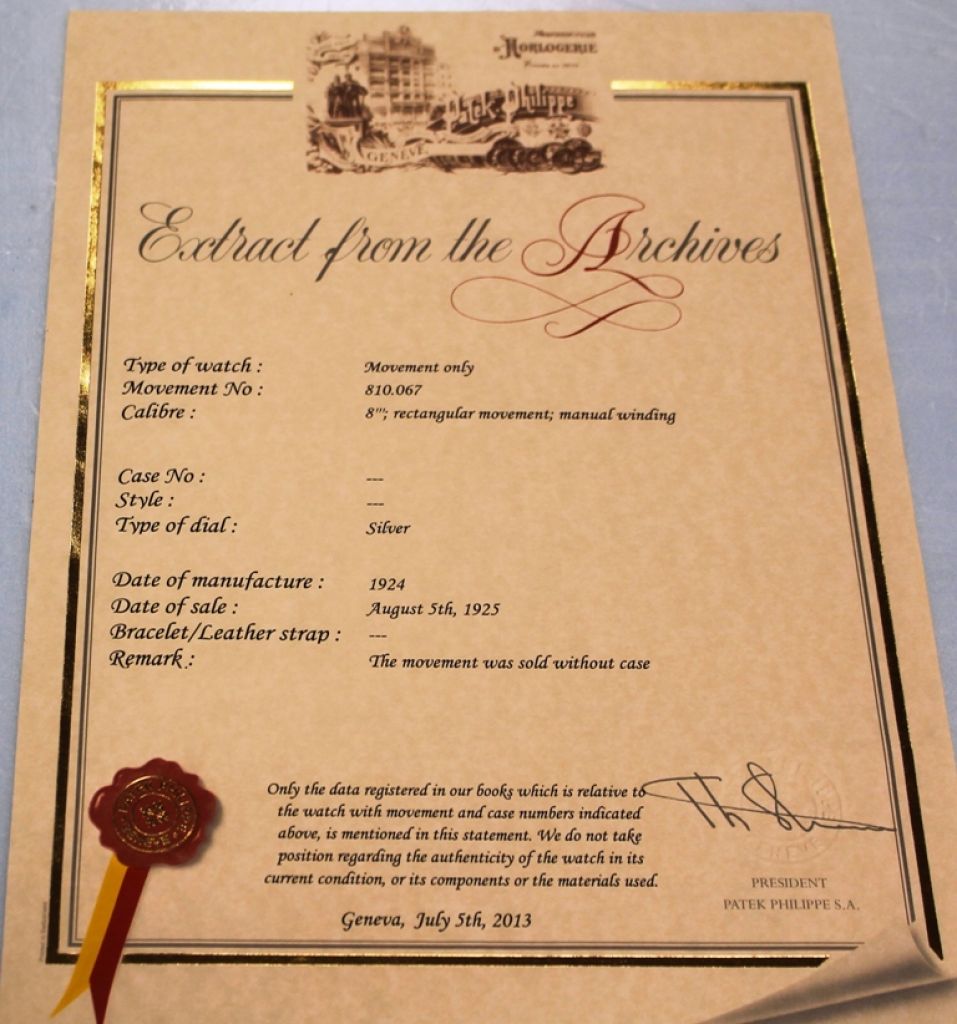 HORLOGERIE
Patek, Philippe
GENÈVE
Extract from the Archives
Type of watch : Movement only
Movement No : 810.067
Calibre : 8'''; rectangular movement; manual winding
Case No : ---
Style : ---
Type of dial : Silver
Date of manufacture : 1924
Date of sale : August 5th, 1925
Bracelet/Leather strap : ---
Remark : The movement was sold without case
Only the data registered in our books which is relative to
the watch with movement and case numbers indicated
above, is mentioned in this statement. We do not take
position regarding the authenticity of the watch in its
current condition, or its components or the materials used.
Geneva, July 5th, 2013
PRESIDENT
PATEK PHILIPPE S.A.